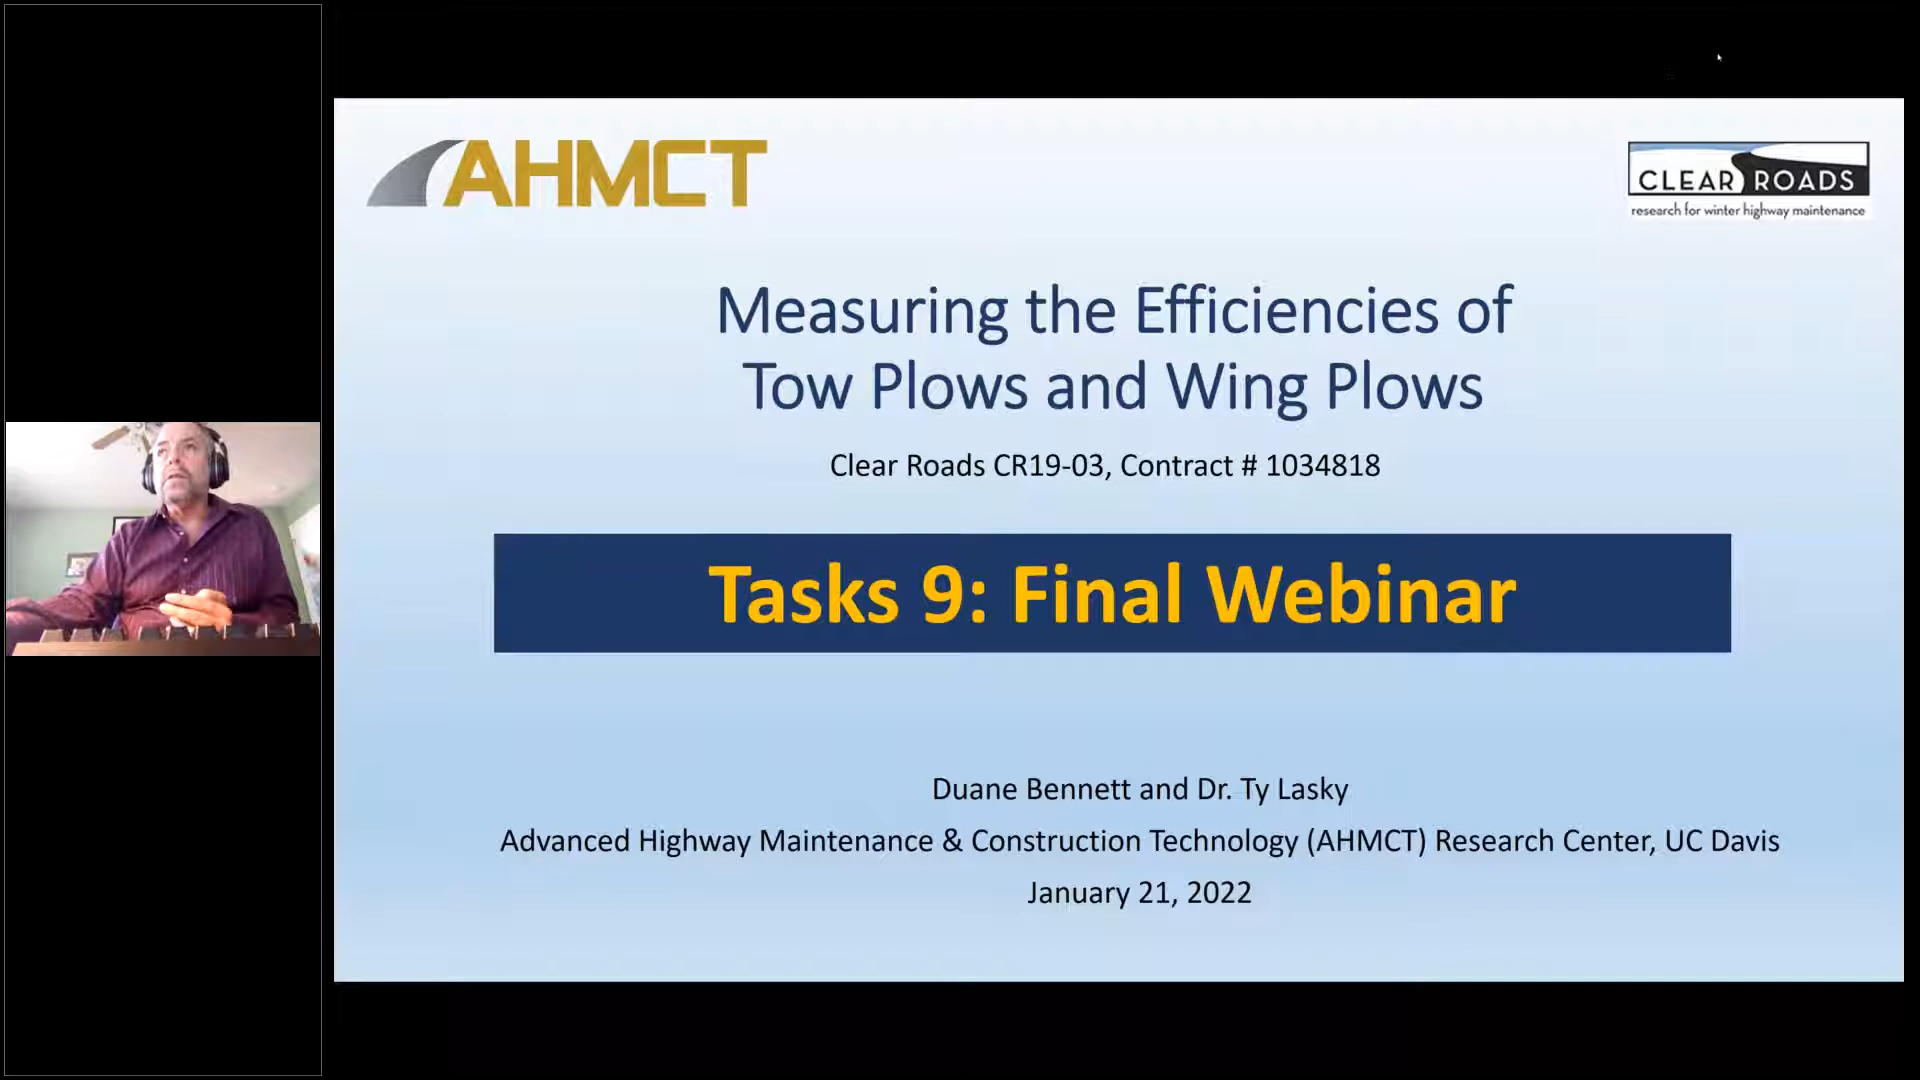 AHMCT
CLEAR ROADS
research for winter highway maintenance
Measuring the Efficiencies of
Tow Plows and Wing Plows
Clear Roads CR19-03, Contract # 1034818
Tasks 9: Final Webinar
Duane Bennett and Dr. Ty Lasky
Advanced Highway Maintenance & Construction Technology (AHMCT) Research Center, UC Davis
January 21, 2022